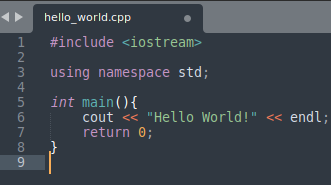 hello_world.cpp
1 #include <iostream>
2
3 using namespace std;
4
5 int main(){
6     cout << "Hello World!" << endl;
7     return 0;
8 }
9